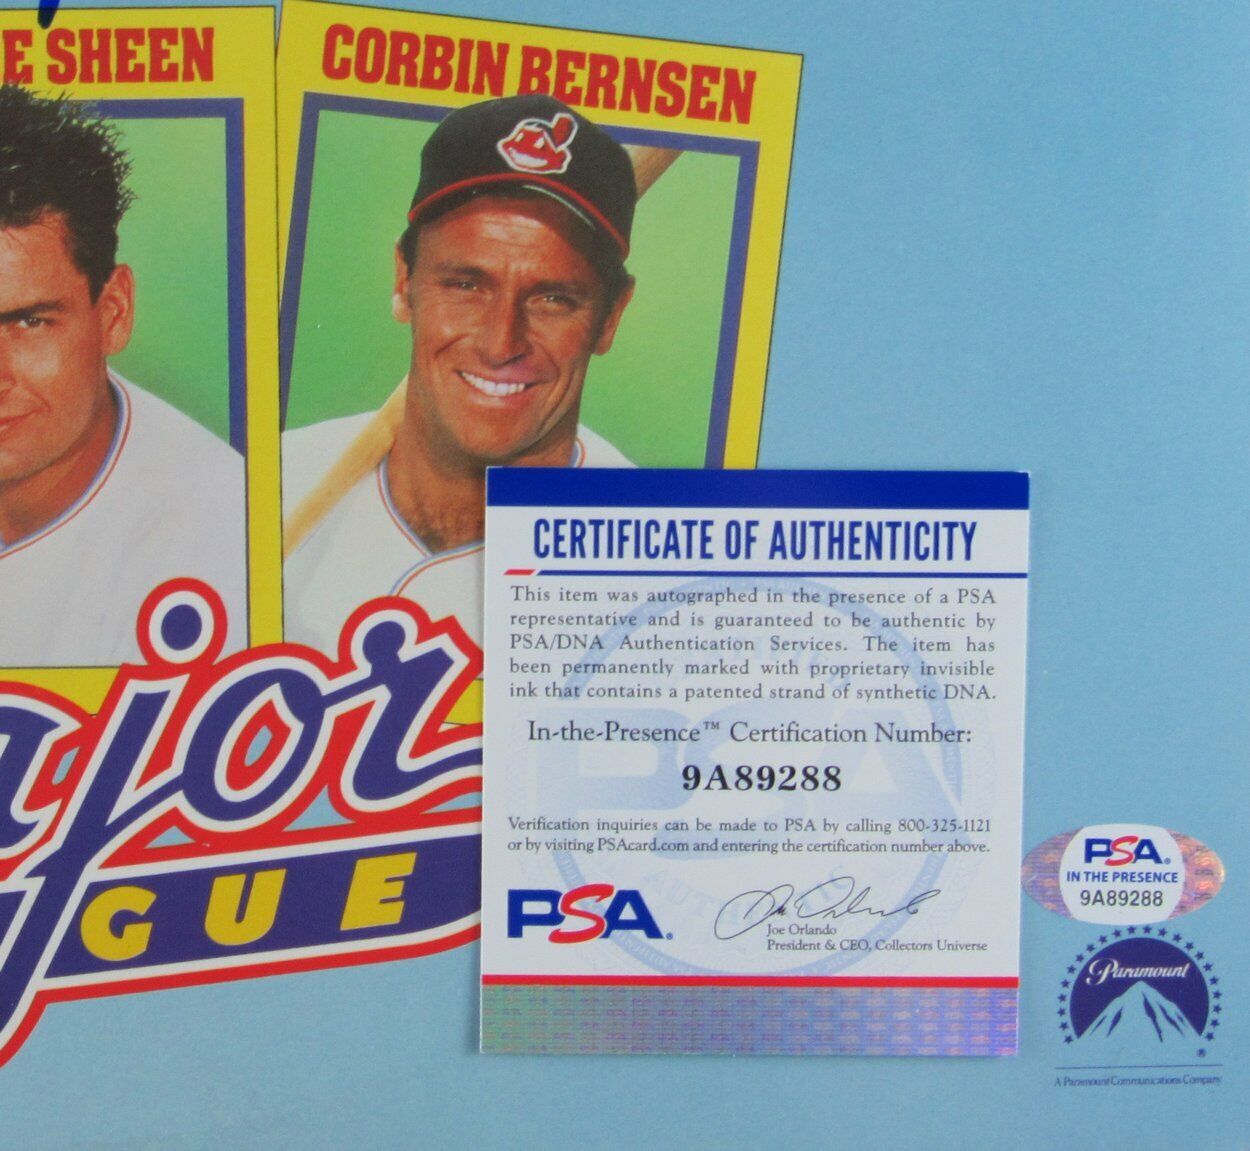 E SHEEN
CORBIN BERNSEN
ajor
GUE
CERTIFICATE OF AUTHENTICITY
This item was autographed in the presence of a PSA
representative and is guaranteed to be authentic by
PSA/DNA Authentication Services. The item has
been permanently marked with proprietary invisible
ink that contains a patented strand of synthetic DNA.
In-the-Presence™ Certification Number:
9A89288
Verification inquiries can be made to PSA by calling 800-325-1121
or by visiting PSAcard.com and entering the certification number above.
PSA®
Joe Orlando
President & CEO, Collectors Universe
PSA®
IN THE PRESENCE
9A89288
Paramount
®
A Paramount Communications Company